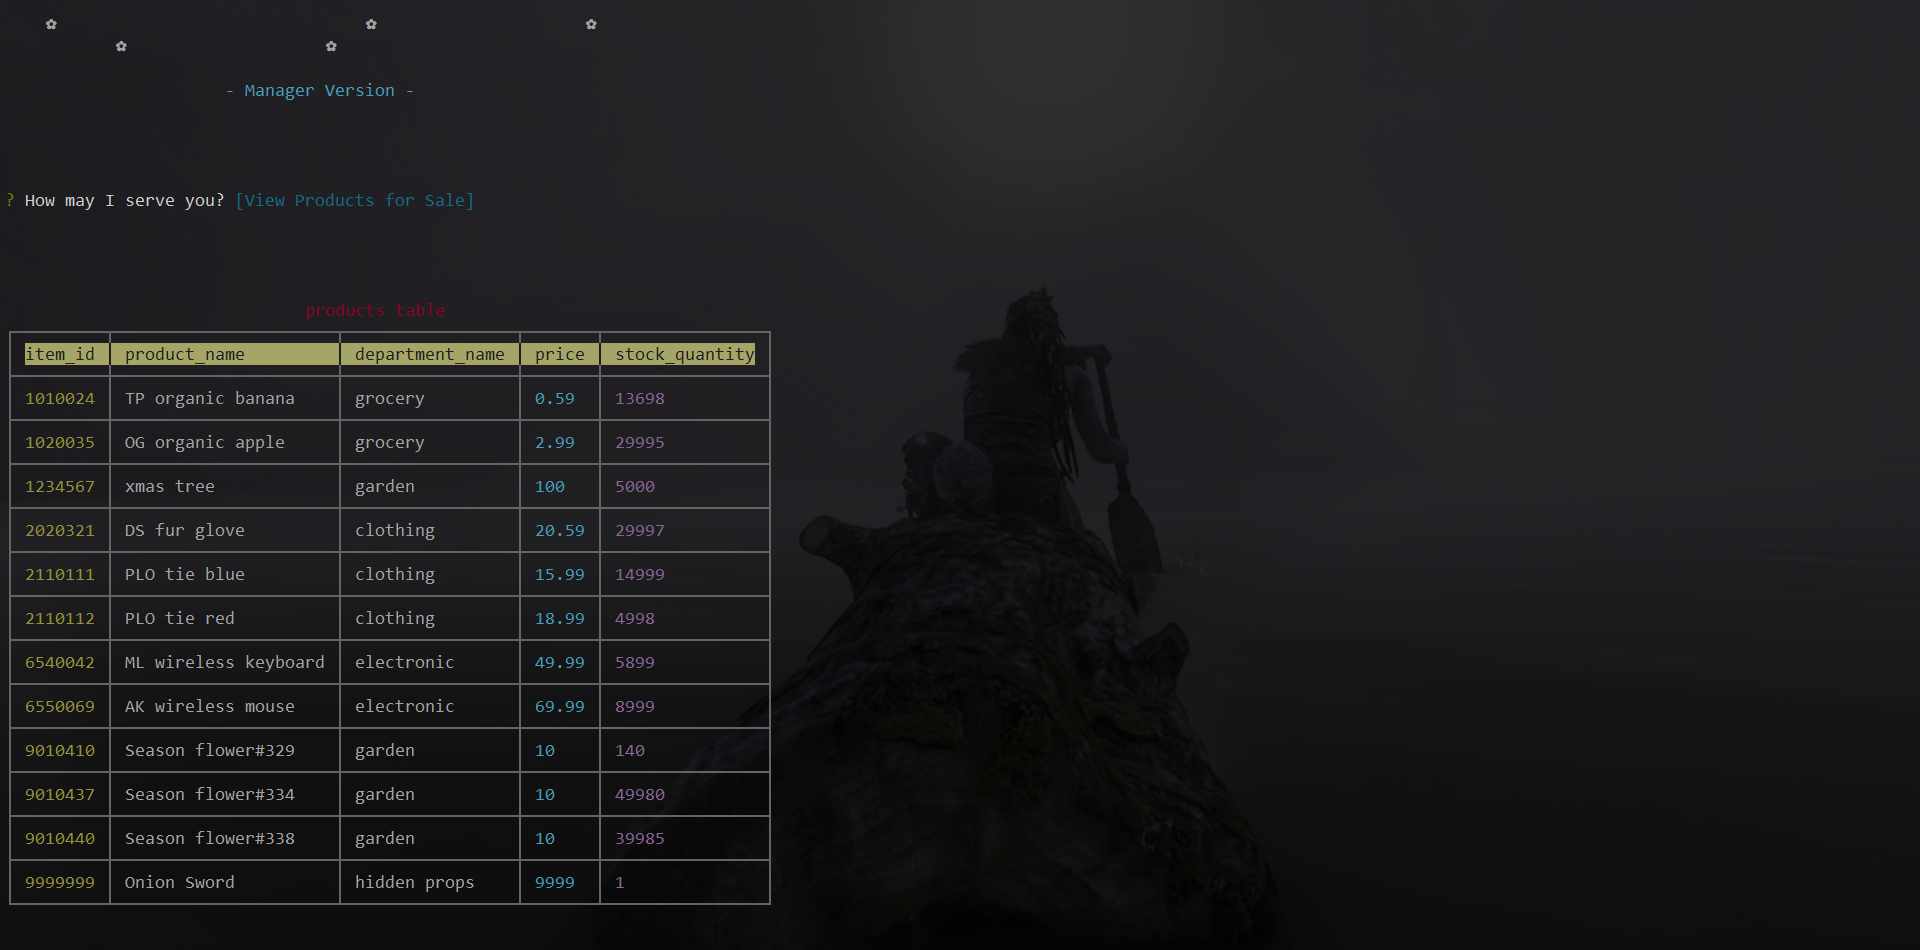 ✿ ✿ ✿
✿ ✿
- Manager Version -
? How may I serve you? [View Products for Sale]
products table
item_id product_name department_name price stock_quantity
1010024 TP organic banana grocery 0.59 13698
1020035 OG organic apple grocery 2.99 29995
1234567 xmas tree garden 100 5000
2020321 DS fur glove clothing 20.59 29997
2110111 PLO tie blue clothing 15.99 14999
2110112 PLO tie red clothing 18.99 4998
6540042 ML wireless keyboard electronic 49.99 5899
6550069 AK wireless mouse electronic 69.99 8999
9010410 Season flower#329 garden 10 140
9010437 Season flower#334 garden 10 49980
9010440 Season flower#338 garden 10 39985
9999999 Onion Sword hidden props 9999 1